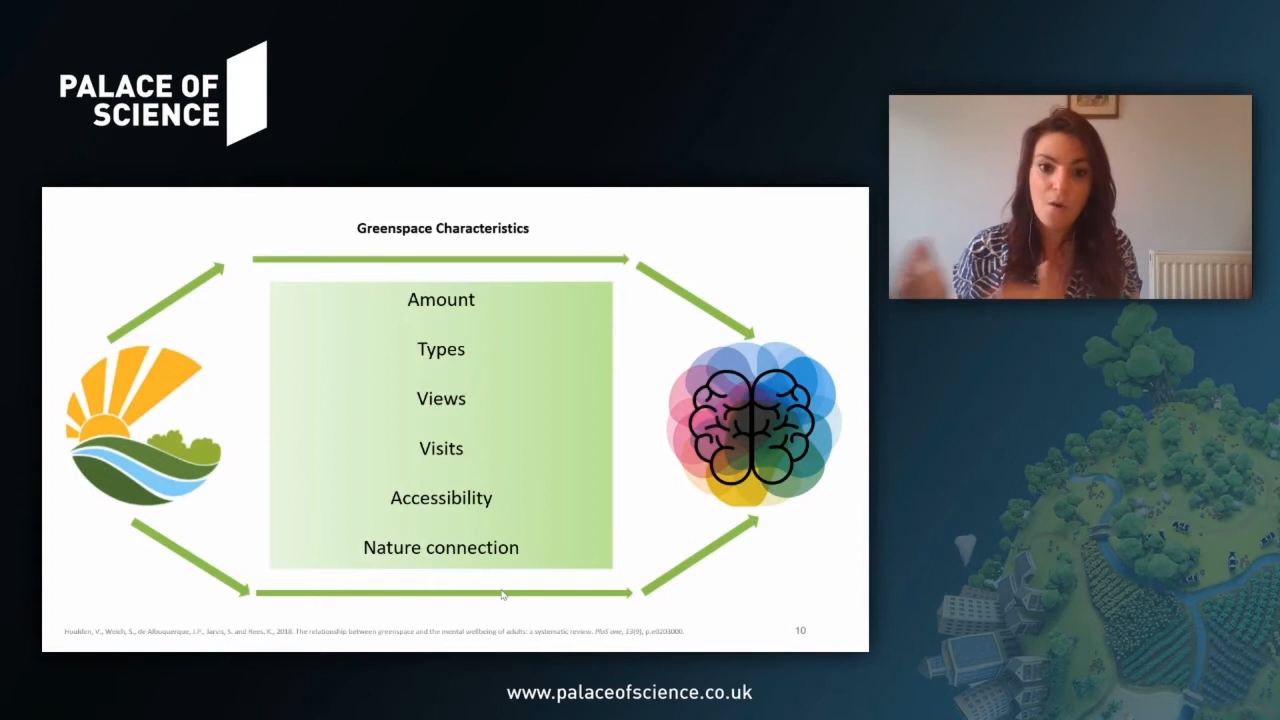 PALACE OF
SCIENCE
Greenspace Characteristics
Amount
Types
Views
Visits
Accessibility
Nature connection
Houlden, V., Weich, S., de Albuquerque, J.P., Jarvis, S. and Rees, K., 2018. The relationship between greenspace and the mental wellbeing of adults: a systematic review. PloS one, 13(9), p.e0203000.
10
www.palaceofscience.co.uk